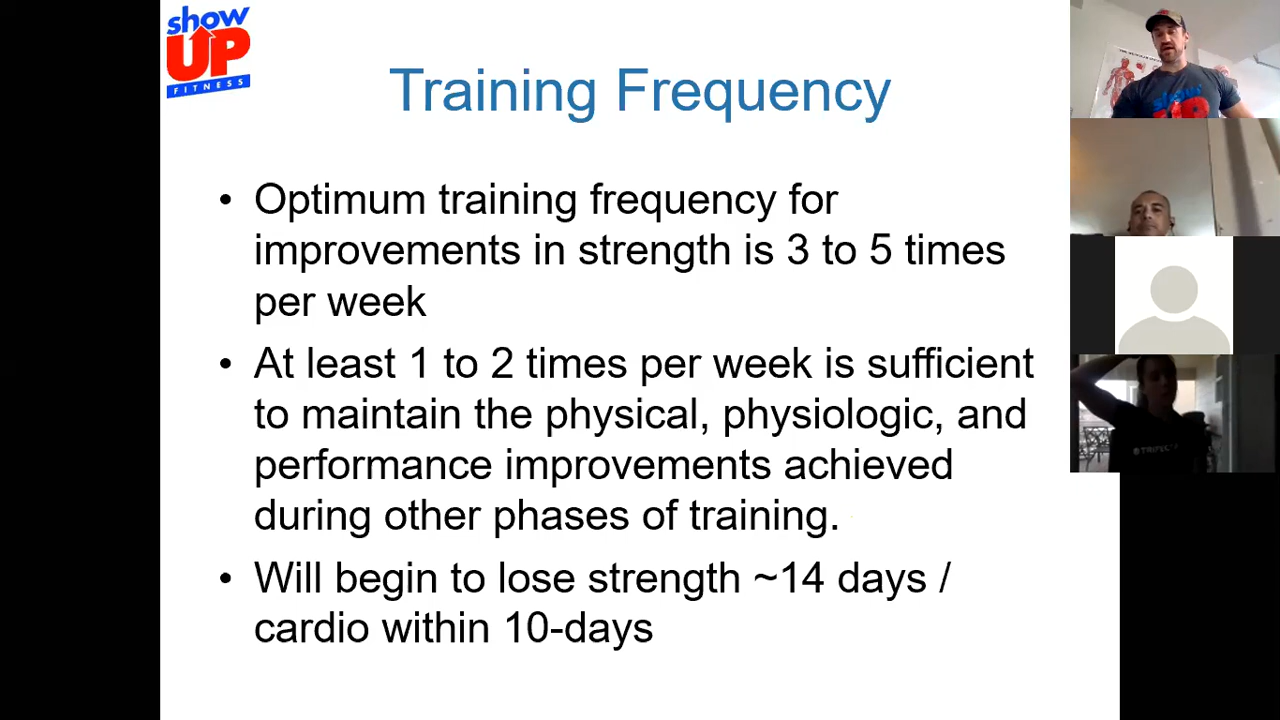 show
UP
FITNESS
Training Frequency
• Optimum training frequency for
improvements in strength is 3 to 5 times
per week
• At least 1 to 2 times per week is sufficient
to maintain the physical, physiologic, and
performance improvements achieved
during other phases of training.
• Will begin to lose strength ~14 days /
cardio within 10-days
show